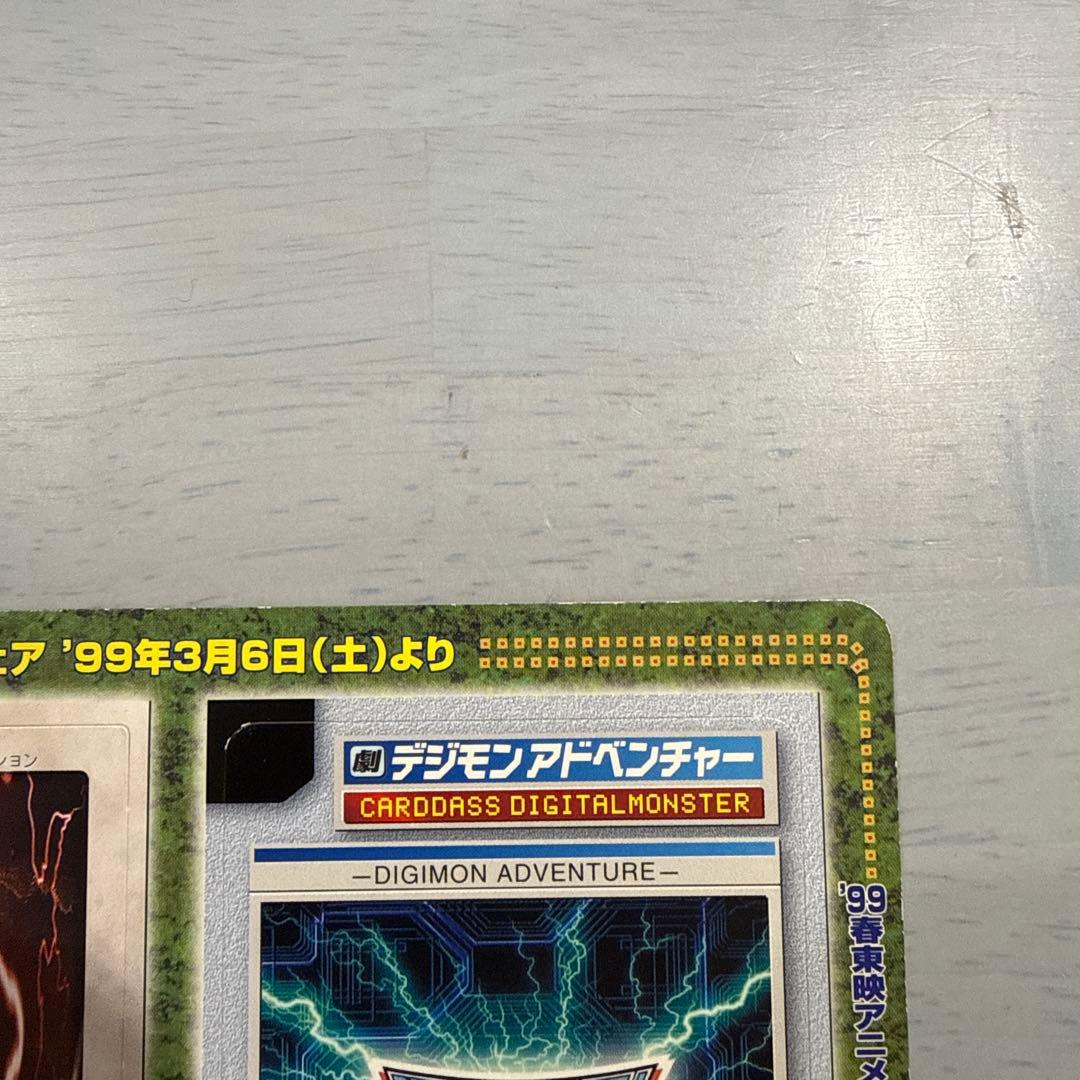 ェア '99年3月6日(土)より
ション
劇 デジモンアドベンチャー
CARDDASS DIGITALMONSTER
—DIGIMON ADVENTURE—
'99春東映アニメ